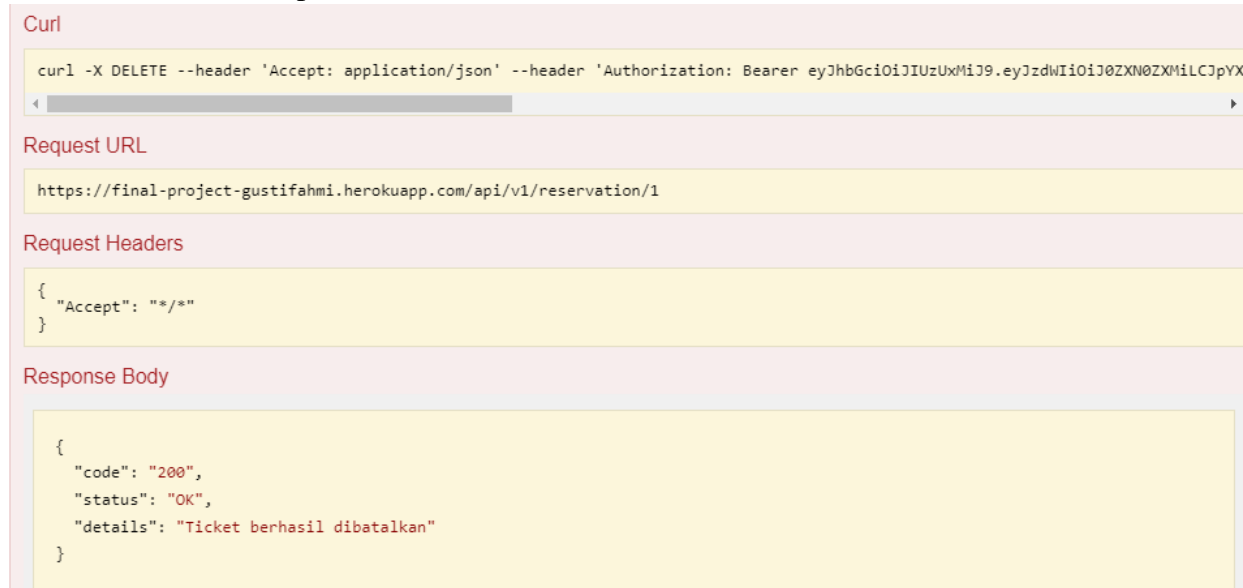 Curl
curl -X DELETE --header 'Accept: application/json' --header 'Authorization: Bearer eyJhbGciOiJIUzUxMiJ9.eyJzdWIiOiJ0ZXN0ZXMiLCJpYX
Request URL
https://final-project-gustifahmi.herokuapp.com/api/v1/reservation/1
Request Headers
{
"Accept": "*/*"
}
Response Body
{
"code": "200",
"status": "OK",
"details": "Ticket berhasil dibatalkan"
}